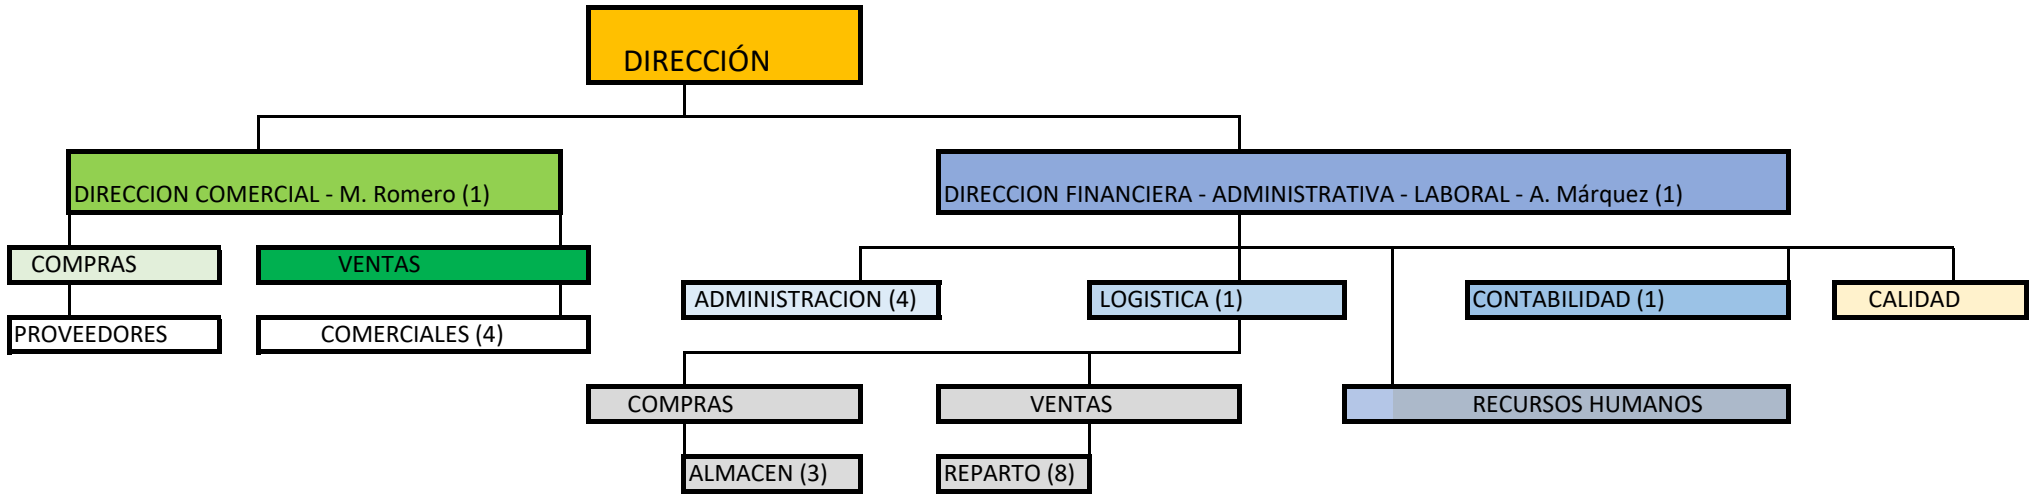 DIRECCIÓN
DIRECCION COMERCIAL - M. Romero (1)
DIRECCION FINANCIERA - ADMINISTRATIVA - LABORAL - A. Márquez (1)
COMPRAS
VENTAS
ADMINISTRACION (4)
LOGISTICA (1)
CONTABILIDAD (1)
CALIDAD
PROVEEDORES
COMERCIALES (4)
COMPRAS
VENTAS
RECURSOS HUMANOS
ALMACEN (3)
REPARTO (8)